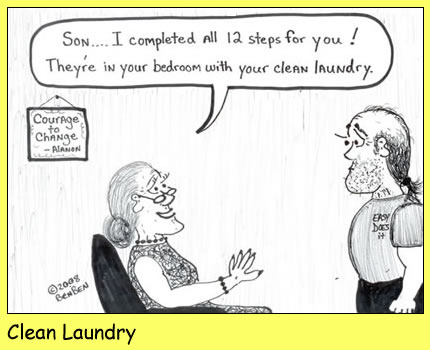 Son.... I completed all 12 steps for you!
They're in your bedroom with your clean laundry.
Courage
to
Change
- Alanon
EASY
DOES
it
©2008
BenBen
Clean Laundry